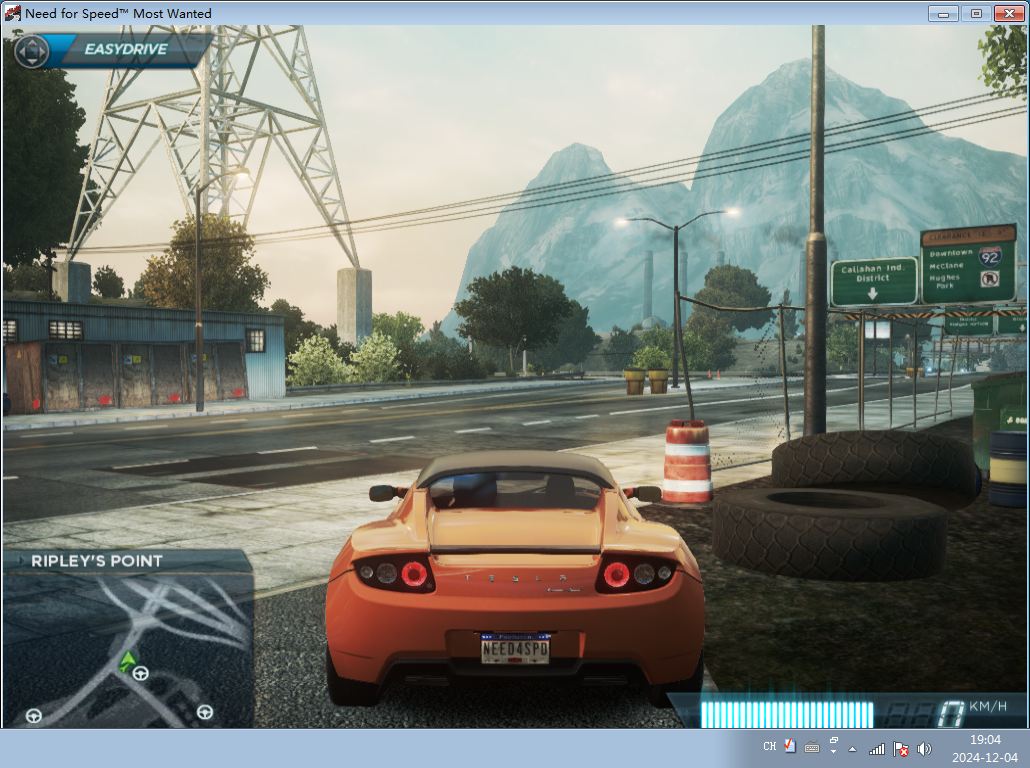 Need for Speed™ Most Wanted
EASYDRIVE
Callahan Ind.
District
Downtown
McClane
Hughes
Park
92
TESLA
NEED4SPD
RIPLEY'S POINT
0 KM/H
CH
19:04
2024-12-04